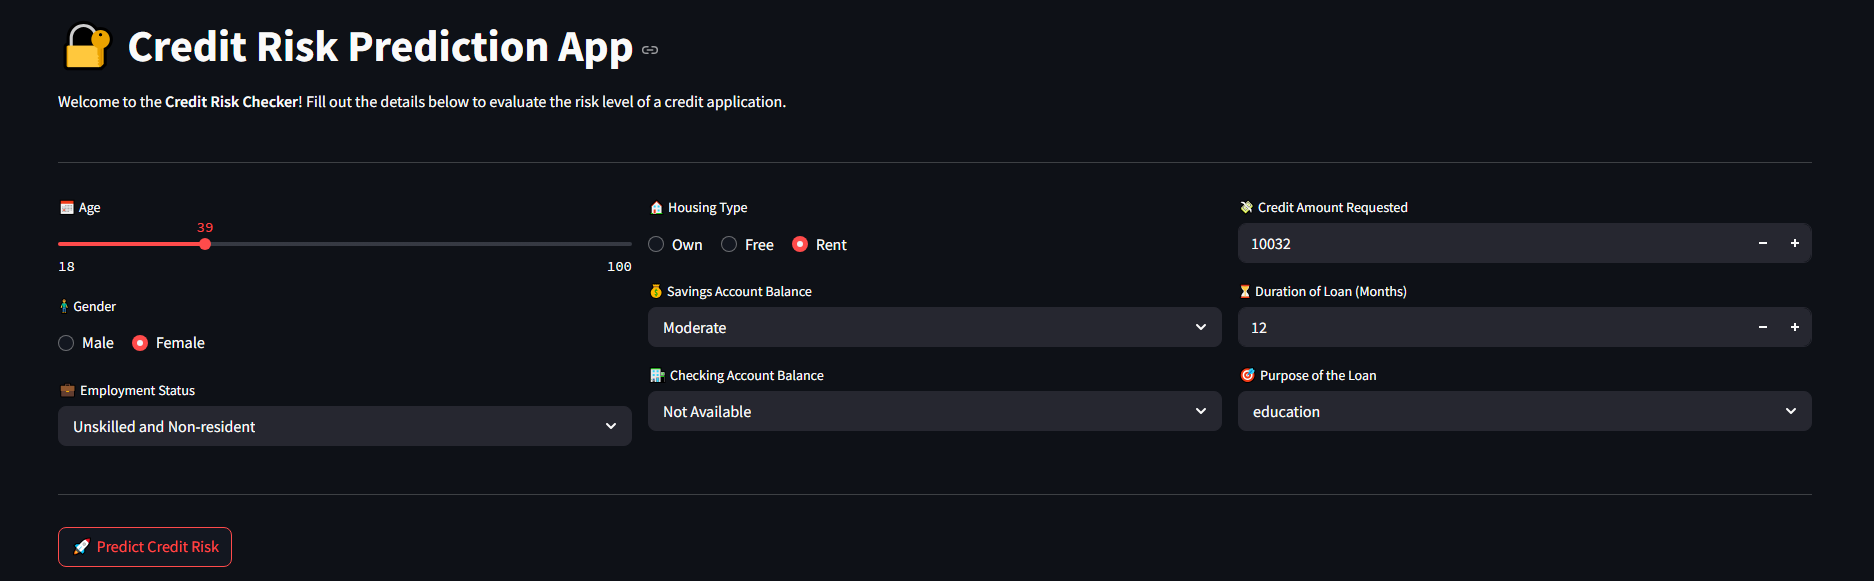 Credit Risk Prediction App
Welcome to the Credit Risk Checker! Fill out the details below to evaluate the risk level of a credit application.
Age
39
18 100
Gender
Male Female
Employment Status
Unskilled and Non-resident
Housing Type
Own Free Rent
Savings Account Balance
Moderate
Checking Account Balance
Not Available
Credit Amount Requested
10032
Duration of Loan (Months)
12
Purpose of the Loan
education
Predict Credit Risk